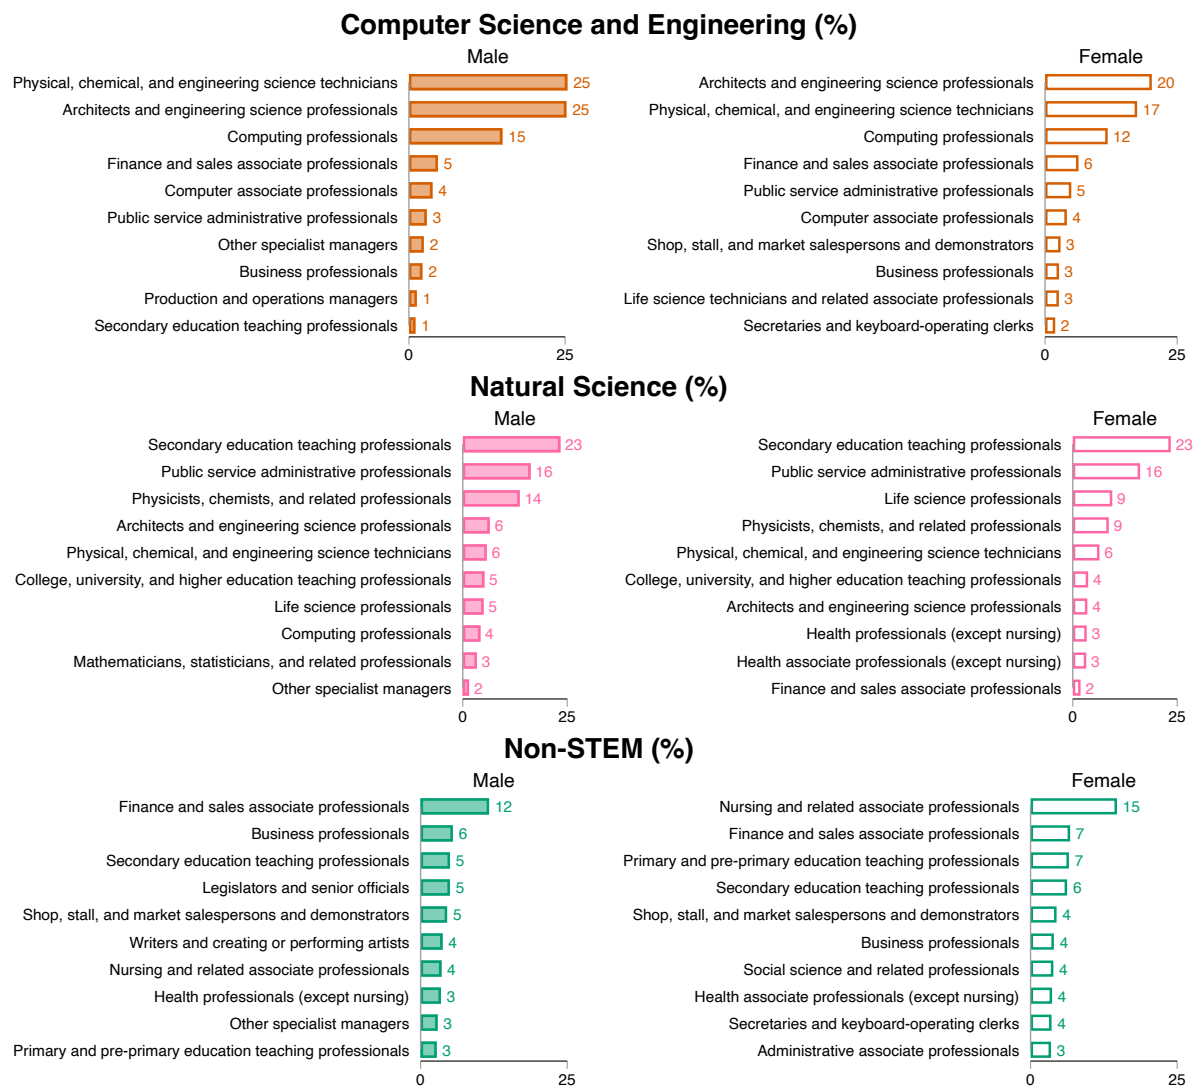 Computer Science and Engineering (%)
Male
Physical, chemical, and engineering science technicians 25
Architects and engineering science professionals 25
Computing professionals 15
Finance and sales associate professionals 5
Computer associate professionals 4
Public service administrative professionals 3
Other specialist managers 2
Business professionals 2
Production and operations managers 1
Secondary education teaching professionals 1
0 25
Female
Architects and engineering science professionals 20
Physical, chemical, and engineering science technicians 17
Computing professionals 12
Finance and sales associate professionals 6
Public service administrative professionals 5
Computer associate professionals 4
Shop, stall, and market salespersons and demonstrators 3
Business professionals 3
Life science technicians and related associate professionals 3
Secretaries and keyboard-operating clerks 2
0 25
Natural Science (%)
Male
Secondary education teaching professionals 23
Public service administrative professionals 16
Physicists, chemists, and related professionals 14
Architects and engineering science professionals 6
Physical, chemical, and engineering science technicians 6
College, university, and higher education teaching professionals 5
Life science professionals 5
Computing professionals 4
Mathematicians, statisticians, and related professionals 3
Other specialist managers 2
0 25
Female
Secondary education teaching professionals 23
Public service administrative professionals 16
Life science professionals 9
Physicists, chemists, and related professionals 9
Physical, chemical, and engineering science technicians 6
College, university, and higher education teaching professionals 4
Architects and engineering science professionals 4
Health professionals (except nursing) 3
Health associate professionals (except nursing) 3
Finance and sales associate professionals 2
0 25
Non-STEM (%)
Male
Finance and sales associate professionals 12
Business professionals 6
Secondary education teaching professionals 5
Legislators and senior officials 5
Shop, stall, and market salespersons and demonstrators 5
Writers and creating or performing artists 4
Nursing and related associate professionals 4
Health professionals (except nursing) 3
Other specialist managers 3
Primary and pre-primary education teaching professionals 3
0 25
Female
Nursing and related associate professionals 15
Finance and sales associate professionals 7
Primary and pre-primary education teaching professionals 7
Secondary education teaching professionals 6
Shop, stall, and market salespersons and demonstrators 4
Business professionals 4
Social science and related professionals 4
Health associate professionals (except nursing) 4
Secretaries and keyboard-operating clerks 4
Administrative associate professionals 3
0 25